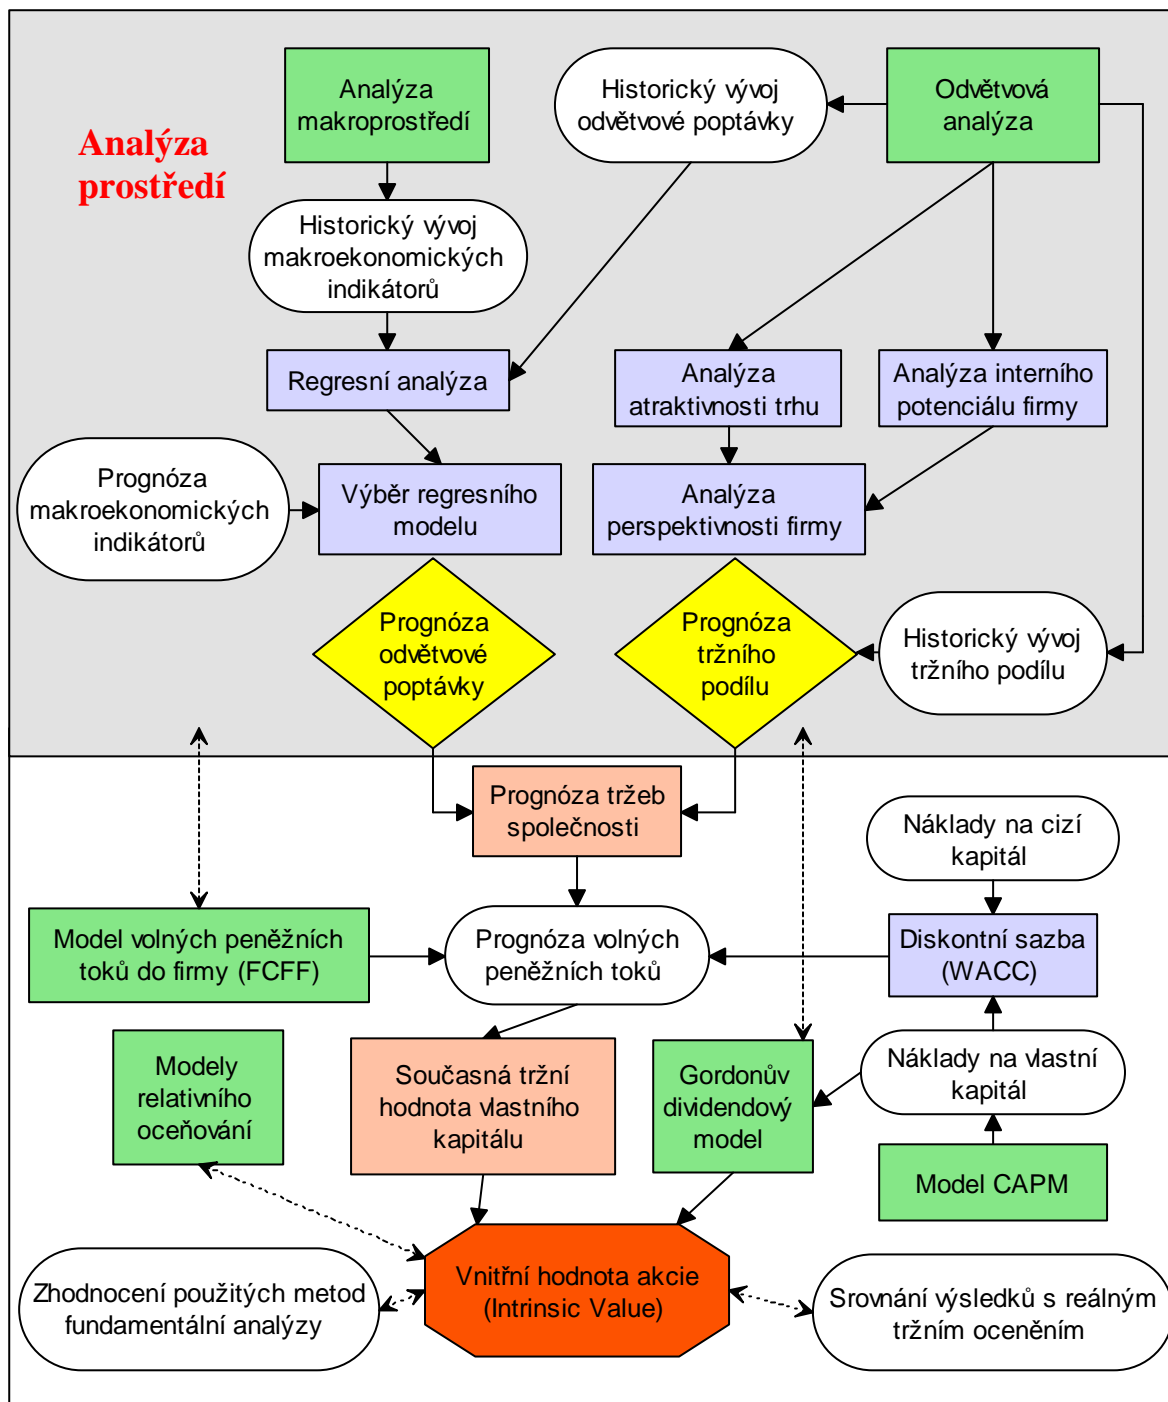 Analýza
makroprostředí
Historický vývoj
odvětvové poptávky
Odvětvová
analýza
Analýza
prostředí
Historický vývoj
makroekonomických
indikátorů
Regresní analýza
Analýza
atraktivnosti trhu
Analýza interního
potenciálu firmy
Prognóza
makroekonomických
indikátorů
Výběr regresního
modelu
Analýza
perspektivnosti firmy
Prognóza
odvětvové
poptávky
Prognóza
tržního
podílu
Historický vývoj
tržního podílu
Prognóza tržeb
společnosti
Náklady na cizí
kapitál
Model volných peněžních
toků do firmy (FCFF)
Prognóza volných
peněžních toků
Diskontní sazba
(WACC)
Modely
relativního
oceňování
Současná tržní
hodnota vlastního
kapitálu
Gordonův
dividendový
model
Náklady na vlastní
kapitál
Model CAPM
Zhodnocení použitých metod
fundamentální analýzy
Vnitřní hodnota akcie
(Intrinsic Value)
Srovnání výsledků s reálným
tržním oceněním